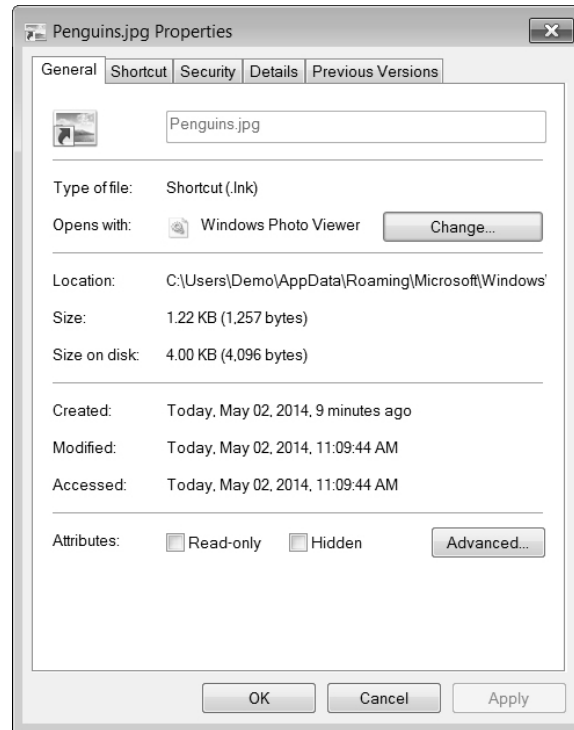 Penguins.jpg Properties
General Shortcut Security Details Previous Versions
Penguins.jpg
Type of file: Shortcut (.lnk)
Opens with: Windows Photo Viewer Change...
Location: C:\Users\Demo\AppData\Roaming\Microsoft\Windows\
Size: 1.22 KB (1,257 bytes)
Size on disk: 4.00 KB (4,096 bytes)
Created: Today, May 02, 2014, 9 minutes ago
Modified: Today, May 02, 2014, 11:09:44 AM
Accessed: Today, May 02, 2014, 11:09:44 AM
Attributes: Read-only Hidden Advanced...
OK Cancel Apply